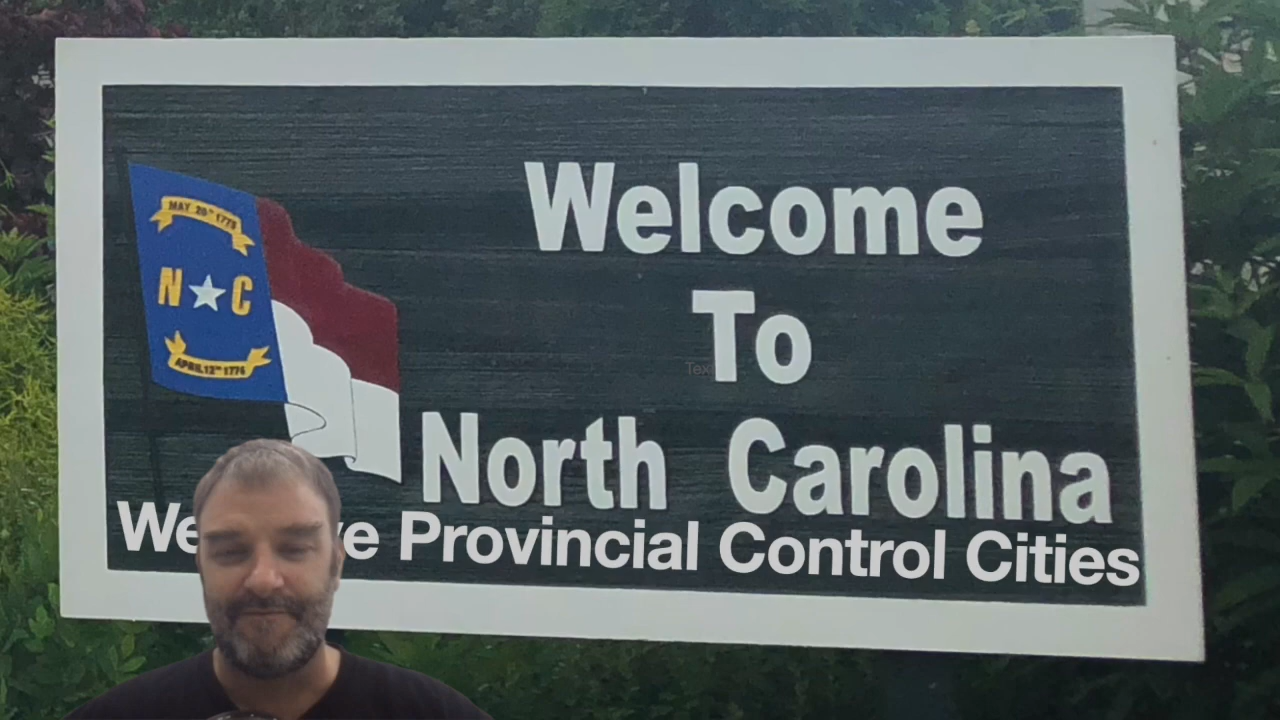 MAY 20TH 1775
N C
APRIL 12TH 1776
Welcome
To
North Carolina
Provincial Control Cities